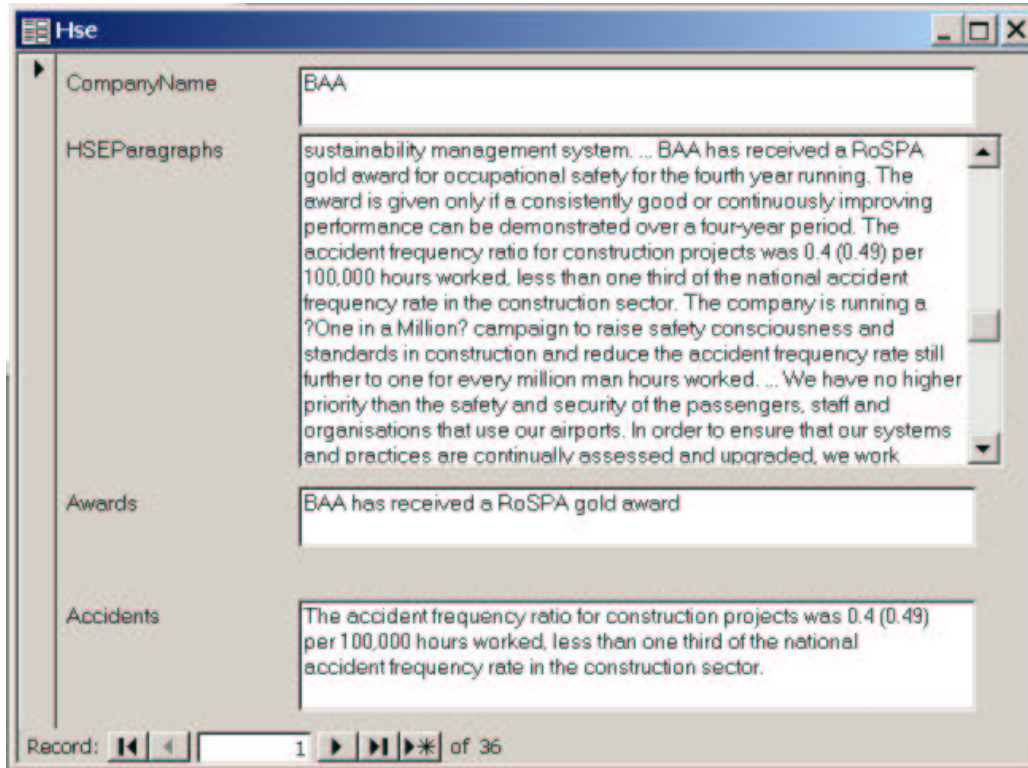 Hse
CompanyName
BAA
HSEParagraphs
sustainability management system. ... BAA has received a RoSPA
gold award for occupational safety for the fourth year running. The
award is given only if a consistently good or continuously improving
performance can be demonstrated over a four-year period. The
accident frequency ratio for construction projects was 0.4 (0.49) per
100,000 hours worked, less than one third of the national accident
frequency rate in the construction sector. The company is running a
?One in a Million? campaign to raise safety consciousness and
standards in construction and reduce the accident frequency rate still
further to one for every million man hours worked. ... We have no higher
priority than the safety and security of the passengers, staff and
organisations that use our airports. In order to ensure that our systems
and practices are continually assessed and upgraded, we work
Awards
BAA has received a RoSPA gold award
Accidents
The accident frequency ratio for construction projects was 0.4 (0.49)
per 100,000 hours worked, less than one third of the national
accident frequency rate in the construction sector.
Record: 1 of 36